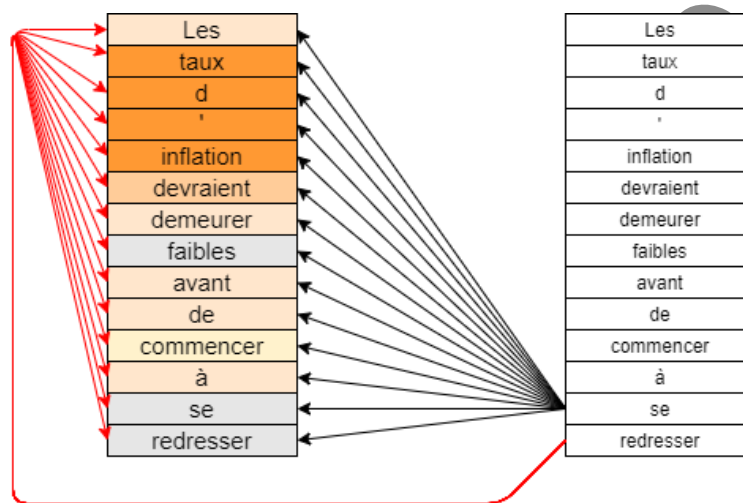 Les
taux
d
'
inflation
devraient
demeurer
faibles
avant
de
commencer
à
se
redresser
Les
taux
d
'
inflation
devraient
demeurer
faibles
avant
de
commencer
à
se
redresser